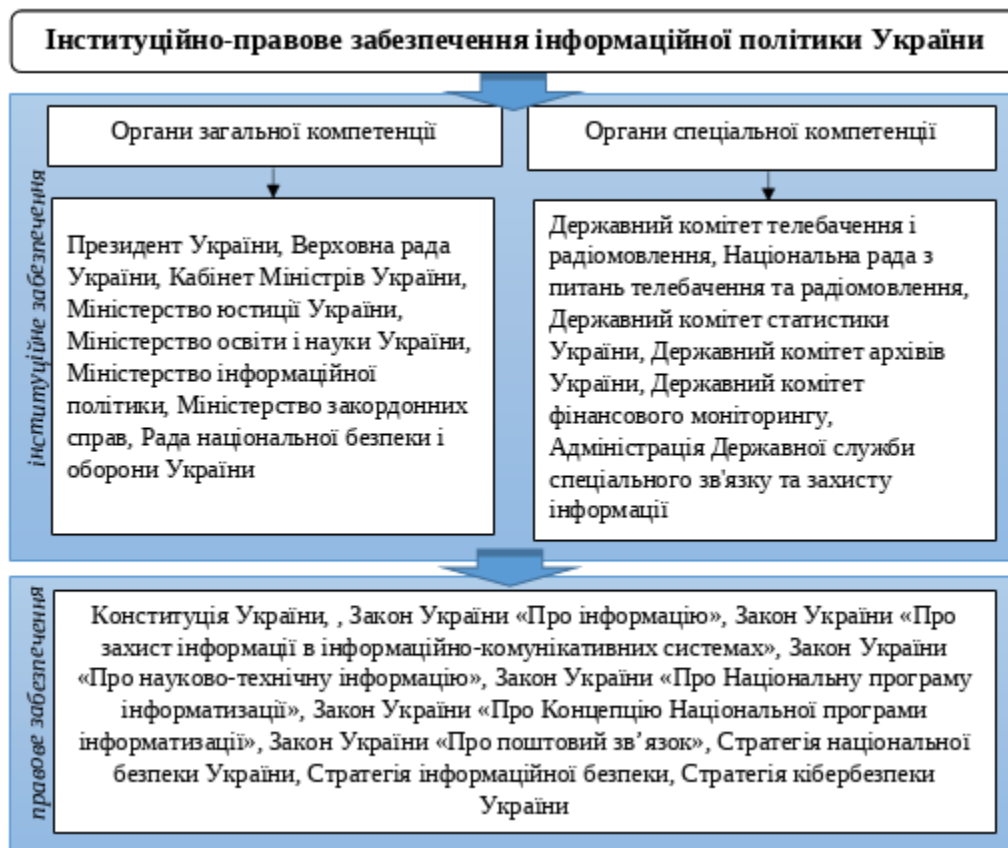 Інституційно-правове забезпечення інформаційної політики України
інституційне забезпечення
Органи загальної компетенції
Президент України, Верховна рада
України, Кабінет Міністрів України,
Міністерство юстиції України,
Міністерство освіти і науки України,
Міністерство інформаційної
політики, Міністерство закордонних
справ, Рада національної безпеки і
оборони України
Органи спеціальної компетенції
Державний комітет телебачення і
радіомовлення, Національна рада з
питань телебачення та радіомовлення,
Державний комітет статистики
України, Державний комітет архівів
України, Державний комітет
фінансового моніторингу,
Адміністрація Державної служби
спеціального зв'язку та захисту
інформації
правове забезпечення
Конституція України, , Закон України «Про інформацію», Закон України «Про
захист інформації в інформаційно-комунікативних системах», Закон України
«Про науково-технічну інформацію», Закон України «Про Національну програму
інформатизації», Закон України «Про Концепцію Національної програми
інформатизації», Закон України «Про поштовий зв’язок», Стратегія національної
безпеки України, Стратегія інформаційної безпеки, Стратегія кібербезпеки
України